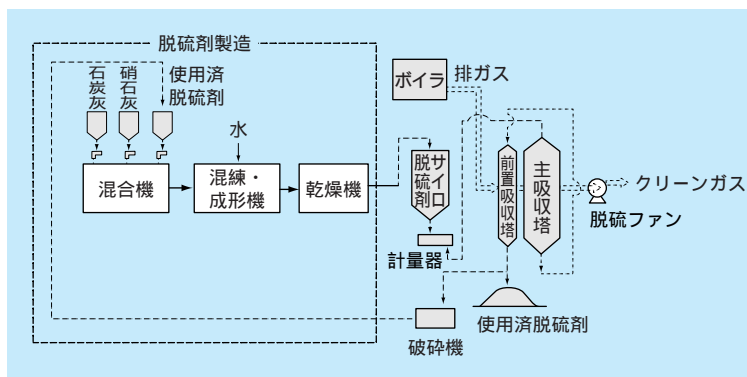 脱硫剤製造
石炭灰
硝石灰
使用済
脱硫剤
水
混合機
混練・
成形機
乾燥機
ボイラ
排ガス
脱硫剤
サイロ
計量器
前置吸収塔
主吸収塔
クリーンガス
脱硫ファン
使用済脱硫剤
破砕機